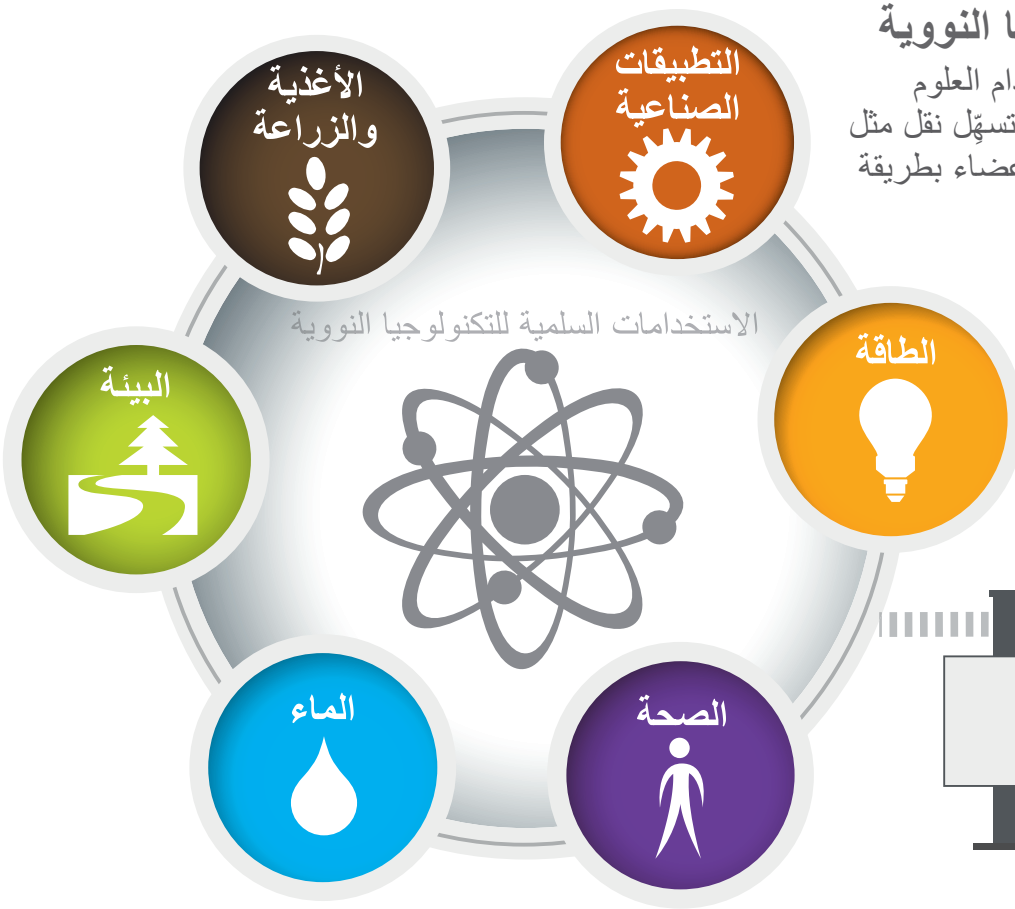 ا النووية
دام العلوم
تسهِّل نقل مثل
عضاء بطريقة
التطبيقات
الصناعية
الأغذية
والزراعة
الاستخدامات السلمية للتكنولوجيا النووية
الطاقة
البيئة
الصحة
الماء